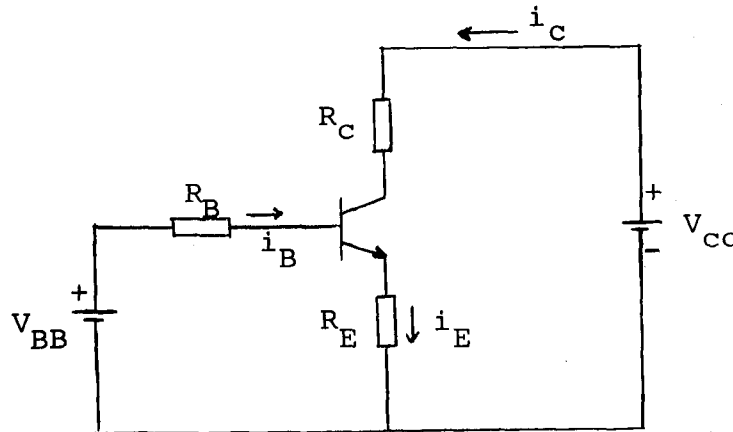 i_C
R_C
R_B
i_B
+
V_CC
-
+
V_BB
R_E
i_E